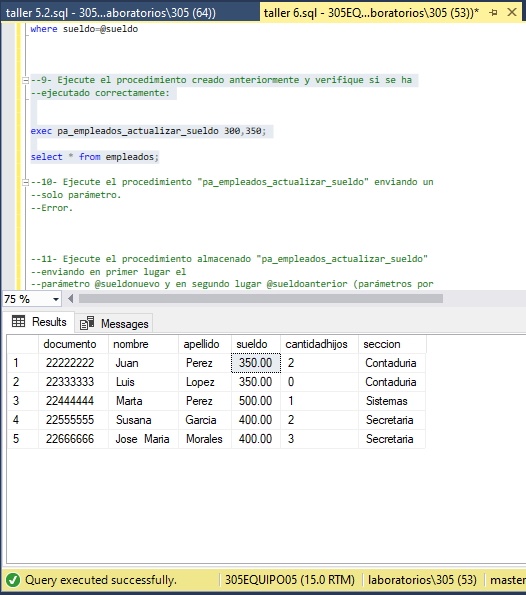 taller 5.2.sql - 305...aboratorios\305 (64))
taller 6.sql - 305EQ...boratorios\305 (53))*
where sueldo=@sueldo
--9- Ejecute el procedimiento creado anteriormente y verifique si se ha
--ejecutado correctamente:
exec pa_empleados_actualizar_sueldo 300,350;
select * from empleados;
--10- Ejecute el procedimiento "pa_empleados_actualizar_sueldo" enviando un
--solo parámetro.
--Error.
--11- Ejecute el procedimiento almacenado "pa_empleados_actualizar_sueldo"
--enviando en primer lugar el
--parámetro @sueldonuevo y en segundo lugar @sueldoanterior (parámetros por
75 %
Results Messages
documento nombre apellido sueldo cantidadhijos seccion
1 22222222 Juan Perez 350.00 2 Contaduria
2 22333333 Luis Lopez 350.00 0 Contaduria
3 22444444 Marta Perez 500.00 1 Sistemas
4 22555555 Susana Garcia 400.00 2 Secretaria
5 22666666 Jose Maria Morales 400.00 3 Secretaria
Query executed successfully. 305EQUIPO05 (15.0 RTM) laboratorios\305 (53) master